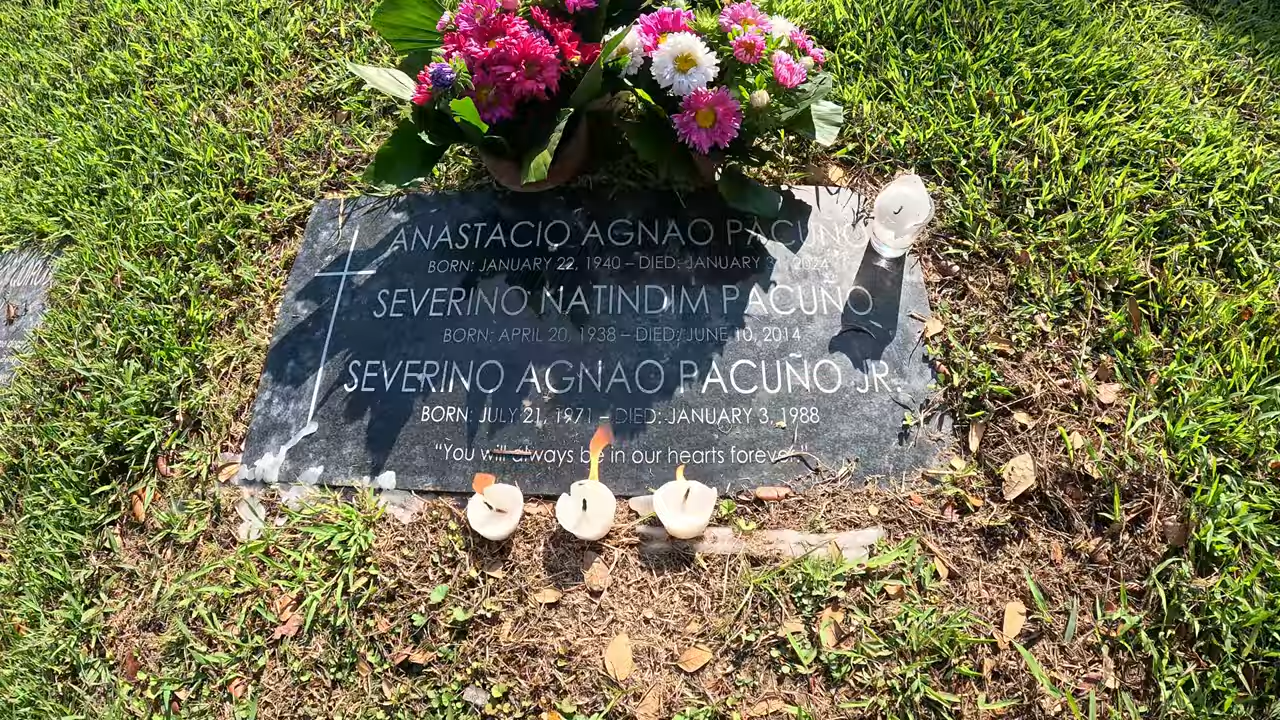 ANASTACIO AGNAO PACUÑO
BORN: JANUARY 22, 1940 – DIED: JANUARY
SEVERINO NATINDIM PACUÑO
BORN: APRIL 20, 1938 – DIED: JUNE 10, 2014
SEVERINO AGNAO PACUÑO JR.
BORN: JULY 21, 1971 – DIED: JANUARY 3, 1988
“You will always be in our hearts forever”